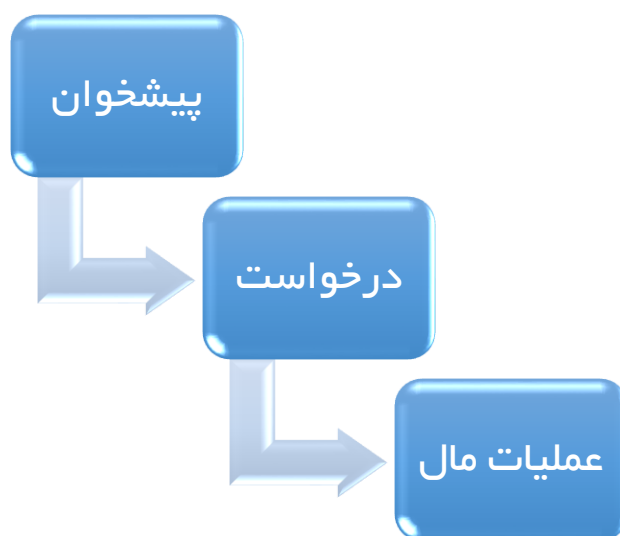 پیشخوان
درخواست
عملیات مال